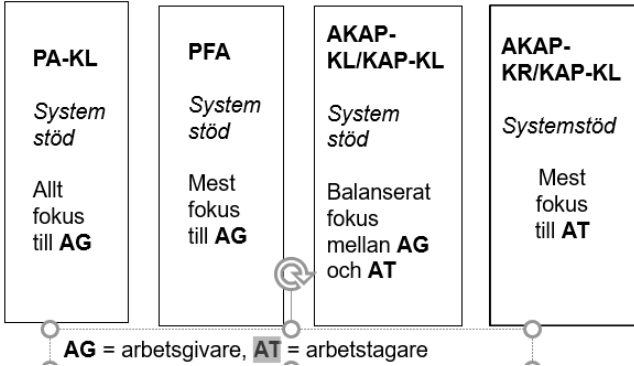 PA-KL
System
stöd
Allt
fokus
till AG
PFA
System
stöd
Mest
fokus
till AG
AKAP-
KL/KAP-KL
System
stöd
Balanserat
fokus
mellan AG
och AT
AKAP-
KR/KAP-KL
Systemstöd
Mest
fokus
till AT
AG = arbetsgivare, AT = arbetstagare